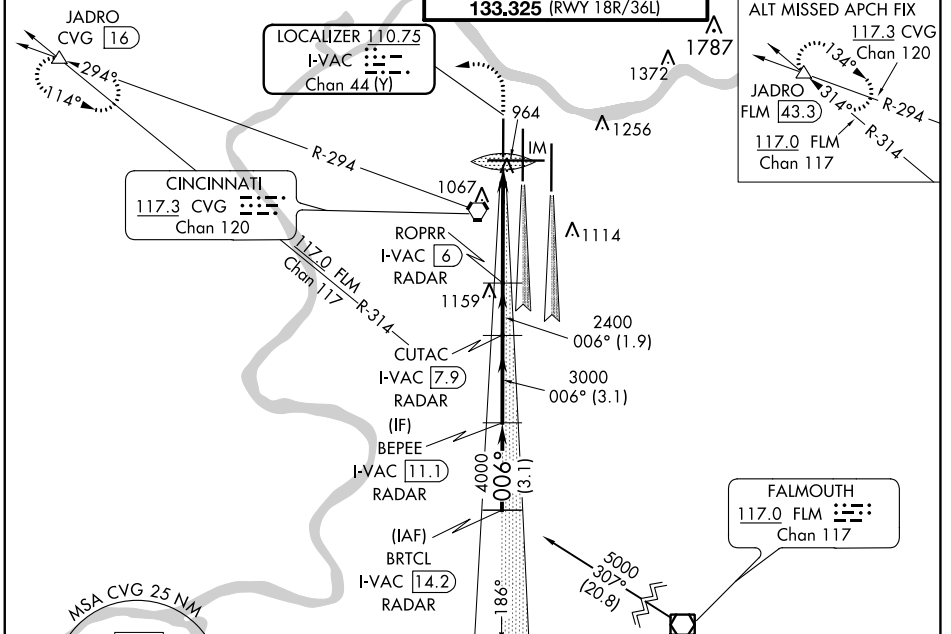 133.325 (RWY 18R/36L)
JADRO
CVG 16
294°
114°
LOCALIZER 110.75
I-VAC
Chan 44 (Y)
1787
1372
1256
964
IM
ALT MISSED APCH FIX
117.3 CVG
Chan 120
134°
314°
JADRO
FLM 43.3
R-294
R-314
117.0 FLM
Chan 117
R-294
CINCINNATI
117.3 CVG
Chan 120
1067
1114
ROPRR
I-VAC 6
RADAR
1159
117.0 FLM
Chan 117
R-314
2400
006° (1.9)
CUTAC
I-VAC 7.9
RADAR
3000
006° (3.1)
(IF)
BEPEE
I-VAC 11.1
RADAR
4000
006°
(3.1)
(IAF)
BRTCL
I-VAC 14.2
RADAR
186°
FALMOUTH
117.0 FLM
Chan 117
5000
307°
(20.8)
MSA CVG 25 NM